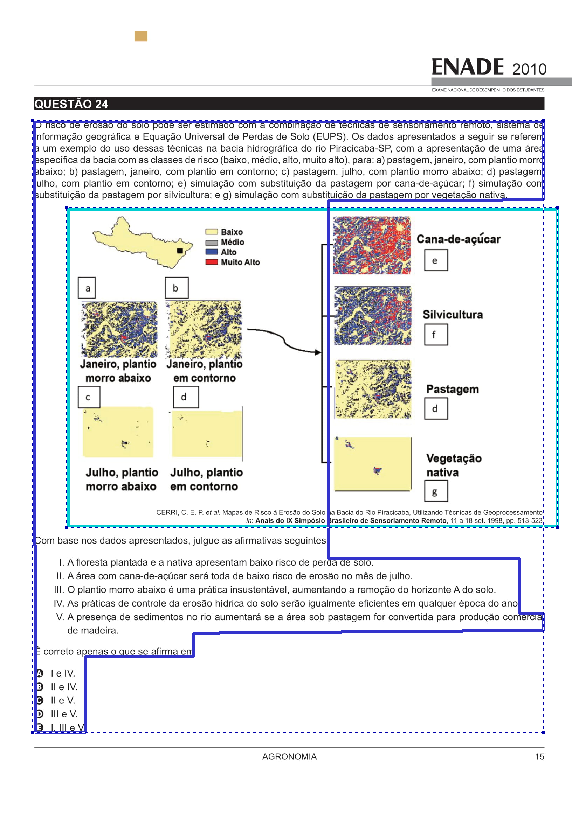 ENADE 2010
EXAME NACIONAL DE DESEMPENHO DOS ESTUDANTES
QUESTÃO 24
O risco de erosão do solo pode ser estimado com a combinação de técnicas de sensoriamento remoto, sistema de
informação geográfica e Equação Universal de Perdas de Solo (EUPS). Os dados apresentados a seguir se referem
a um exemplo do uso dessas técnicas na bacia hidrográfica do rio Piracicaba-SP, com a apresentação de uma área
específica da bacia com as classes de risco (baixo, médio, alto, muito alto), para: a) pastagem, janeiro, com plantio morro
abaixo; b) pastagem, janeiro, com plantio em contorno; c) pastagem, julho, com plantio morro abaixo; d) pastagem,
julho, com plantio em contorno; e) simulação com substituição da pastagem por cana-de-açúcar; f) simulação com
substituição da pastagem por silvicultura; e g) simulação com substituição da pastagem por vegetação nativa.
Baixo
Médio
Alto
Muito Alto
a
b
Janeiro, plantio
morro abaixo
Janeiro, plantio
em contorno
c
d
Julho, plantio
morro abaixo
Julho, plantio
em contorno
Cana-de-açúcar
e
Silvicultura
f
Pastagem
d
Vegetação
nativa
g
CERRI, C. E. P. et al. Mapas de Risco à Erosão do Solo na Bacia do Rio Piracicaba, Utilizando Técnicas de Geoprocessamento
In: Anais do IX Simpósio Brasileiro de Sensoriamento Remoto, 11 a 18 set. 1998, pp. 513-522
Com base nos dados apresentados, julgue as afirmativas seguintes
I. A floresta plantada e a nativa apresentam baixo risco de perda de solo.
II. A área com cana-de-açúcar será toda de baixo risco de erosão no mês de julho.
III. O plantio morro abaixo é uma prática insustentável, aumentando a remoção do horizonte A do solo.
IV. As práticas de controle da erosão hídrica do solo serão igualmente eficientes em qualquer época do ano
V. A presença de sedimentos no rio aumentará se a área sob pastagem for convertida para produção comercial
de madeira.
É correto apenas o que se afirma em
A I e IV.
B II e IV.
C II e V.
D III e V.
E I, III e V
AGRONOMIA
15